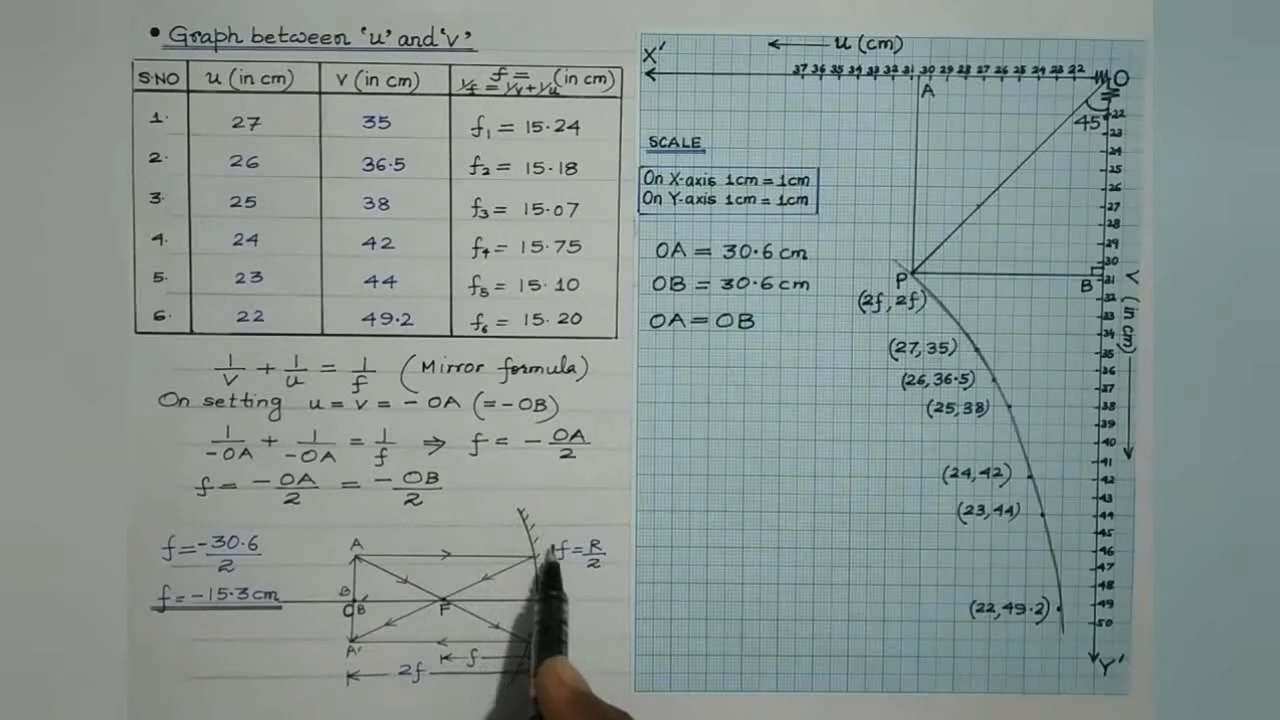 • Graph between 'u' and 'v'
S.NO u (in cm) v (in cm) f = (in cm)
1/f = 1/v + 1/u
1. 27 35 f₁ = 15.24
2. 26 36.5 f₂ = 15.18
3. 25 38 f₃ = 15.07
4. 24 42 f₄ = 15.75
5. 23 44 f₅ = 15.10
6. 22 49.2 f₆ = 15.20
1/v + 1/u = 1/f (Mirror formula)
On setting u = v = - OA (= - OB)
1/-OA + 1/-OA = 1/f ⇒ f = - OA/2
f = - OA/2 = - OB/2
f = -30.6/2
f = -15.3 cm
A
f = R/2
B
C B' F
A'
f
2f
← u (cm)
X'
37 36 35 34 33 32 31 30 29 28 27 26 25 24 23 22 O
A
45°
22
23
24
25
26
27
28
29
30
31
32
33
34
35
36
37
38
39
40
41
42
43
44
45
46
47
48
49
50
SCALE
On X-axis 1cm = 1cm
On Y-axis 1cm = 1cm
OA = 30.6 cm
OB = 30.6 cm
OA = OB
P
B
(2f, 2f)
V (in cm)
(27, 35)
(26, 36.5)
(25, 38)
(24, 42)
(23, 44)
(22, 49.2)
Y'